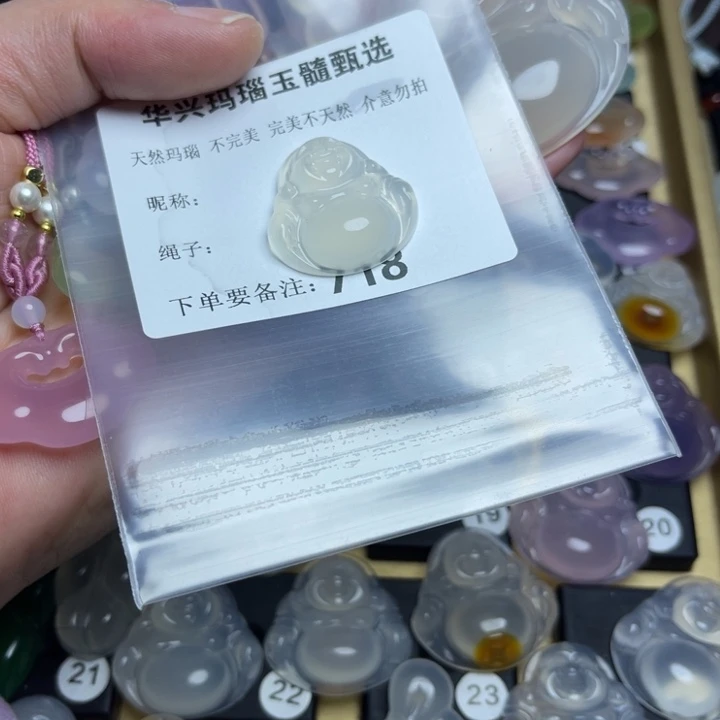 华兴玛瑙玉髓甄选
天然玛瑙 不完美 完美不天然 介意勿拍
昵称：
绳子：
下单要备注：718
19
20
21
22
23